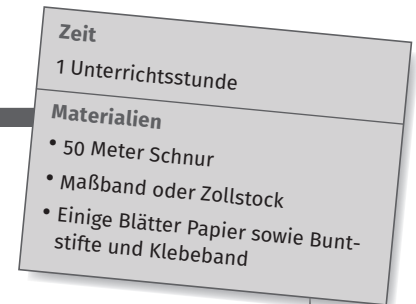 Zeit
1 Unterrichtsstunde
Materialien
• 50 Meter Schnur
• Maßband oder Zollstock
• Einige Blätter Papier sowie Bunt-
stifte und Klebeband